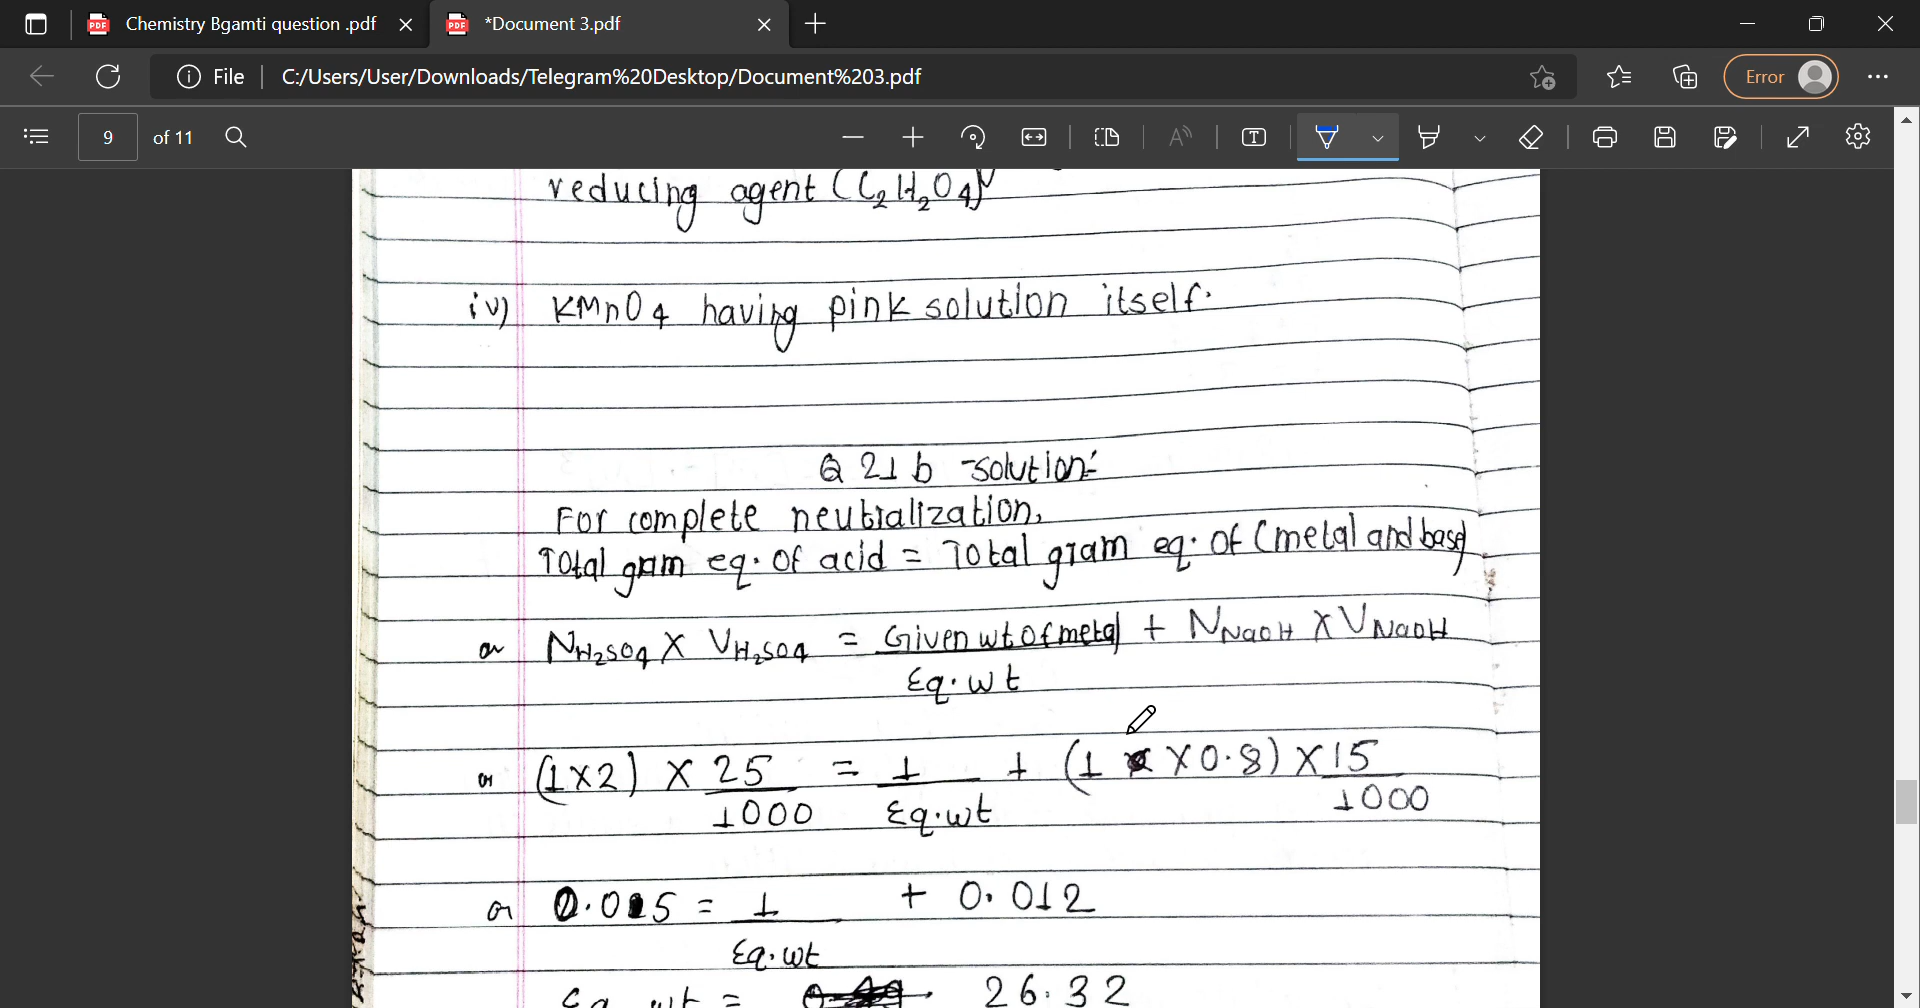 Chemistry Bgamti question .pdf
*Document 3.pdf
File
C:/Users/User/Downloads/Telegram%20Desktop/Document%203.pdf
Error
9 of 11
reducing agent (C2H2O4)
iv) KMnO4 having pink solution itself.
Q 21 b -solution:-
For complete neutralization,
Total gram eq. of acid = Total gram eq. of (metal and base)
or NH2SO4 X VH2SO4 = Given wt of metal + NNaOH X VNaOH
Eq. wt
or (1X2) X 25 = 1 + (1 X 0.8) X 15
1000 Eq.wt 1000
or 0.05 = 1 + 0.012
Eq. wt
Eq wt = 26.32